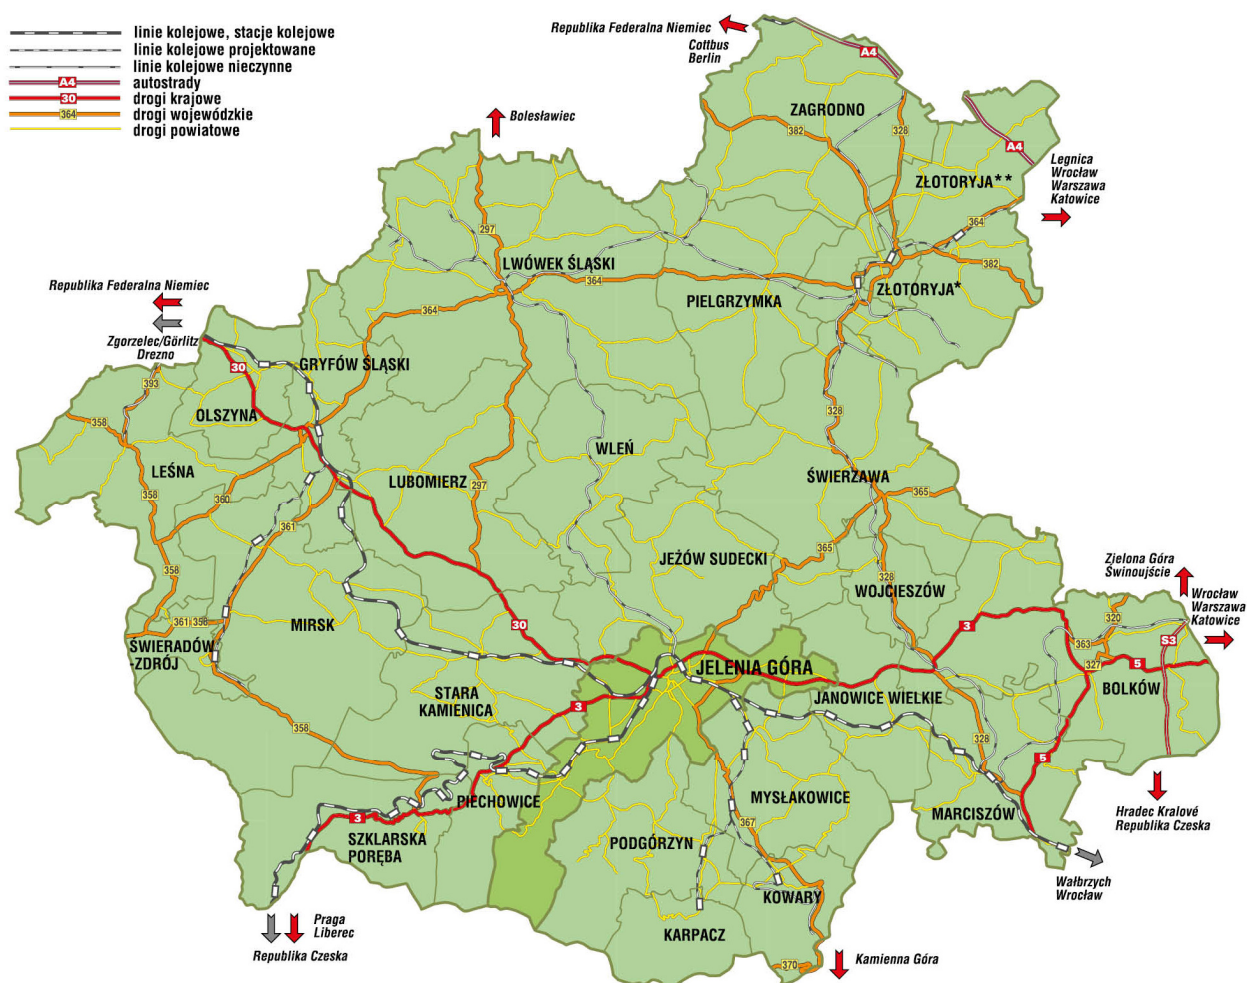 linie kolejowe, stacje kolejowe
linie kolejowe projektowane
linie kolejowe nieczynne
A4 autostrady
30 drogi krajowe
364 drogi wojewódzkie
drogi powiatowe
Republika Federalna Niemiec
Cottbus
Berlin
A4
ZAGRODNO
382
328
Bolesławiec
A4
Legnica
Wrocław
Warszawa
Katowice
ZŁOTORYJA**
364
297
LWÓWEK ŚLĄSKI
364
382
ZŁOTORYJA*
PIELGRZYMKA
Republika Federalna Niemiec
Zgorzelec/Görlitz
Drezno
364
30
GRYFÓW ŚLĄSKI
393
OLSZYNA
358
328
LEŚNA
WLEŃ
ŚWIERZAWA
358
360
LUBOMIERZ
297
365
361
365
JEŻÓW SUDECKI
358
328
WOJCIESZÓW
Zielona Góra
Świnoujście
Wrocław
Warszawa
Katowice
361
358
MIRSK
30
3
320
363
S3
ŚWIERADÓW
-ZDRÓJ
JELENIA GÓRA
327
5
BOLKÓW
STARA
KAMIENICA
3
JANOWICE WIELKIE
358
328
5
PIECHOWICE
MYSŁAKOWICE
MARCISZÓW
Hradec Kralové
Republika Czeska
3
SZKLARSKA
PORĘBA
367
PODGÓRZYN
Wałbrzych
Wrocław
KOWARY
Praga
Liberec
Republika Czeska
KARPACZ
370
Kamienna Góra